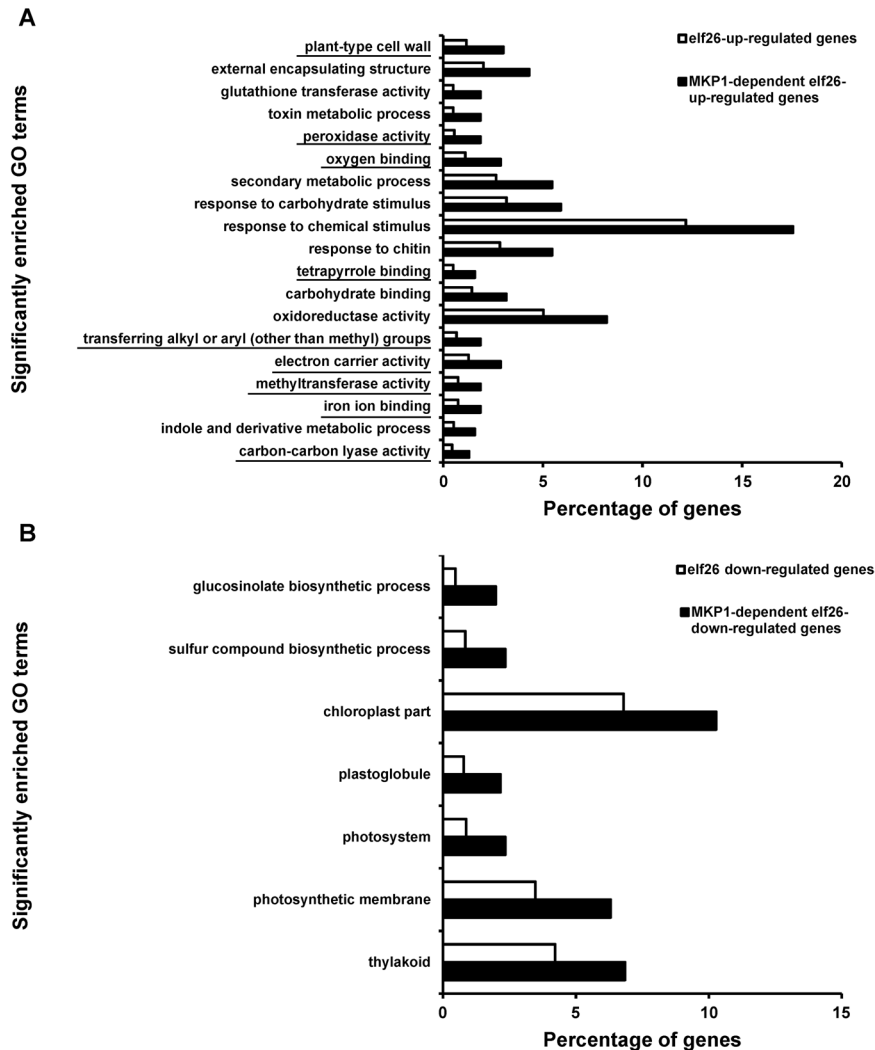 A
Significantly enriched GO terms
plant-type cell wall
external encapsulating structure
glutathione transferase activity
toxin metabolic process
peroxidase activity
oxygen binding
secondary metabolic process
response to carbohydrate stimulus
response to chemical stimulus
response to chitin
tetrapyrrole binding
carbohydrate binding
oxidoreductase activity
transferring alkyl or aryl (other than methyl) groups
electron carrier activity
methyltransferase activity
iron ion binding
indole and derivative metabolic process
carbon-carbon lyase activity
elf26-up-regulated genes
MKP1-dependent elf26-
up-regulated genes
0 5 10 15 20
Percentage of genes
B
Significantly enriched GO terms
glucosinolate biosynthetic process
sulfur compound biosynthetic process
chloroplast part
plastoglobule
photosystem
photosynthetic membrane
thylakoid
elf26 down-regulated genes
MKP1-dependent elf26-
down-regulated genes
0 5 10 15
Percentage of genes